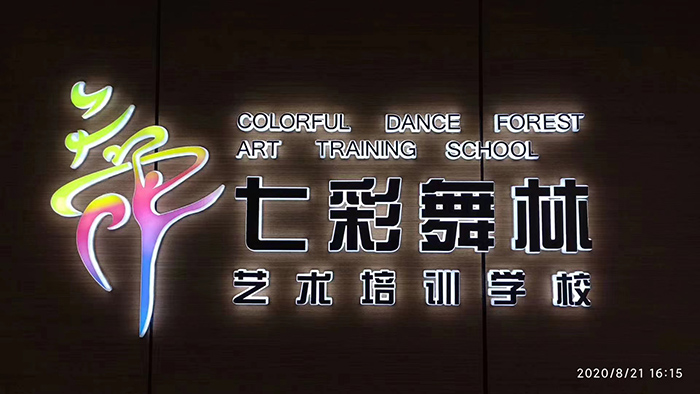 COLORFUL DANCE FOREST
ART TRAINING SCHOOL
七彩舞林
艺术培训学校
2020/8/21 16:15